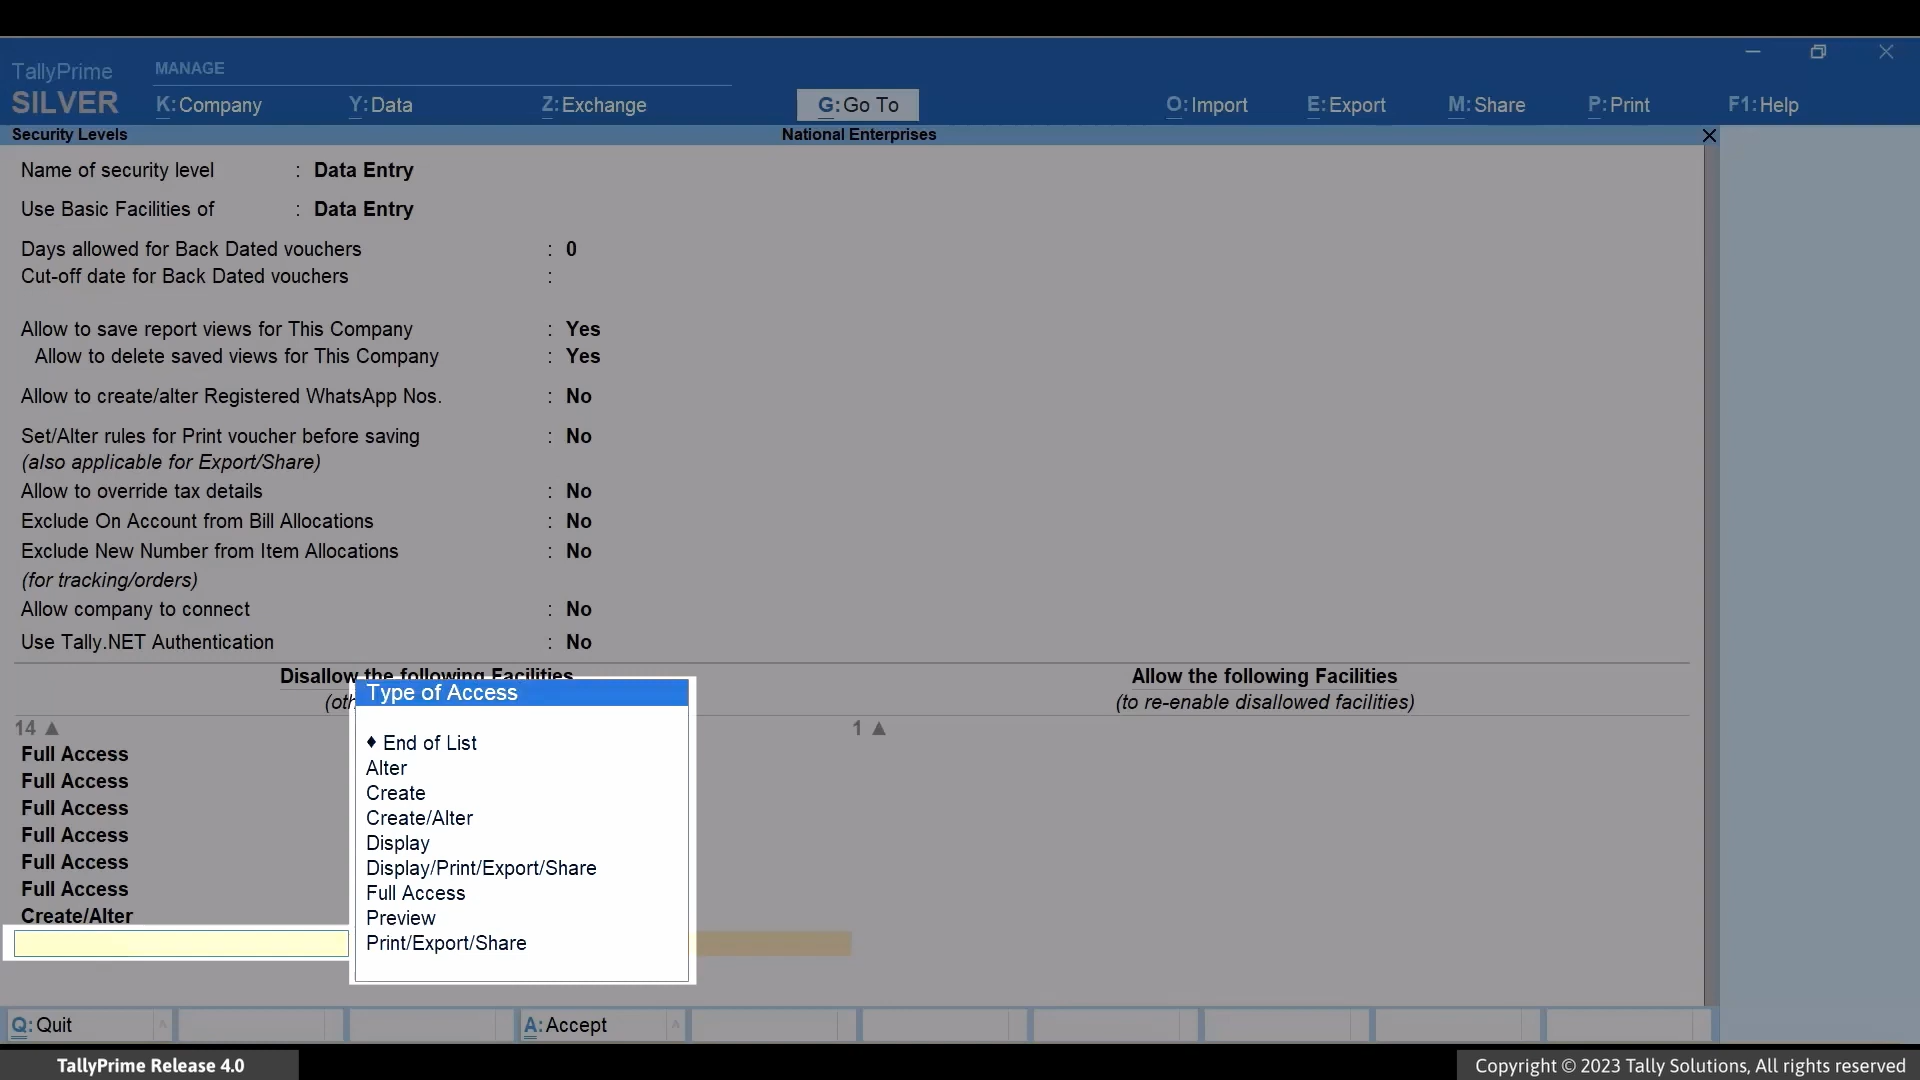 TallyPrime
SILVER
MANAGE
K: Company
Y: Data
Z: Exchange
G: Go To
O: Import
E: Export
M: Share
P: Print
F1: Help
Security Levels
National Enterprises
Name of security level : Data Entry
Use Basic Facilities of : Data Entry
Days allowed for Back Dated vouchers : 0
Cut-off date for Back Dated vouchers :
Allow to save report views for This Company : Yes
Allow to delete saved views for This Company : Yes
Allow to create/alter Registered WhatsApp Nos. : No
Set/Alter rules for Print voucher before saving : No
(also applicable for Export/Share)
Allow to override tax details : No
Exclude On Account from Bill Allocations : No
Exclude New Number from Item Allocations : No
(for tracking/orders)
Allow company to connect : No
Use Tally.NET Authentication : No
Disallow the following Facilities
Allow the following Facilities
(to re-enable disallowed facilities)
14 ▲
1 ▲
Full Access
Full Access
Full Access
Full Access
Full Access
Full Access
Create/Alter
Type of Access
♦ End of List
Alter
Create
Create/Alter
Display
Display/Print/Export/Share
Full Access
Preview
Print/Export/Share
Q: Quit
A: Accept
TallyPrime Release 4.0
Copyright © 2023 Tally Solutions, All rights reserved